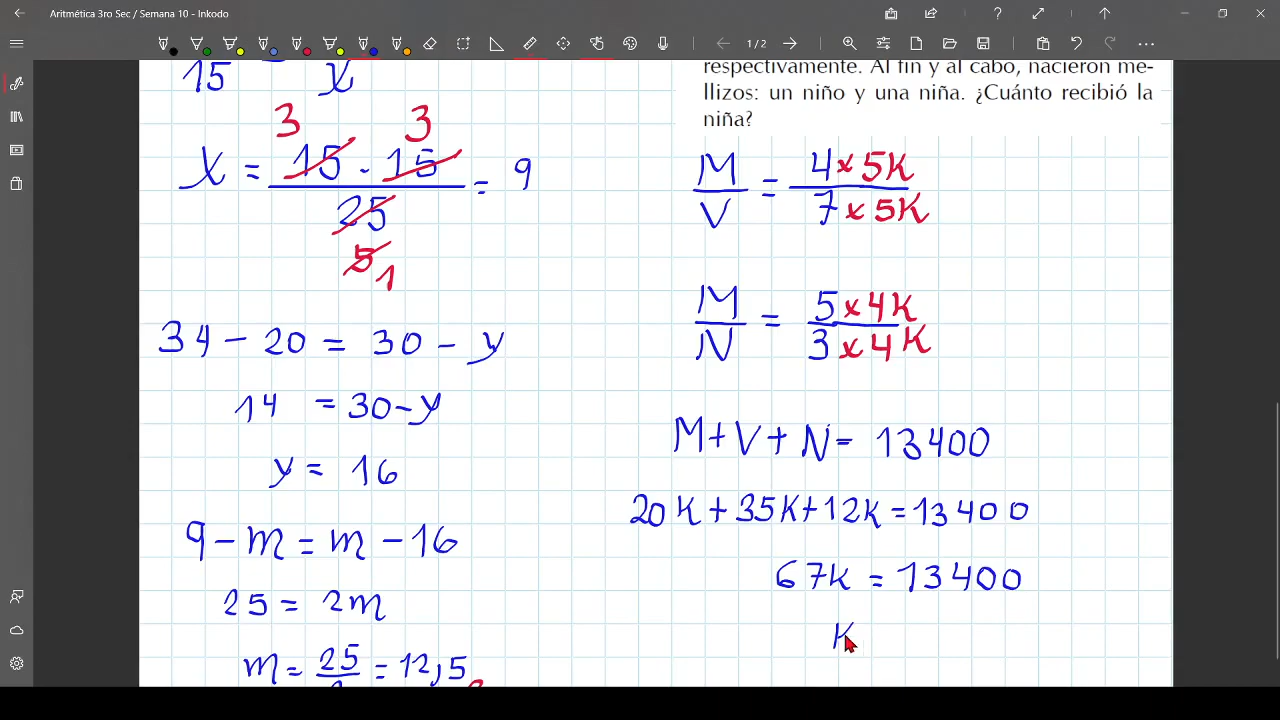 Aritmética 3ro Sec / Semana 10 - Inkodo
1/2
15 x
3 3
X = 15 . 15 = 9
25
5 1
34 - 20 = 30 - y
14 = 30 - y
y = 16
9 - m = m - 16
25 = 2m
m = 25 = 12,5
respectivamente. Al fin y al cabo, nacieron me-
llizos: un niño y una niña. ¿Cuánto recibió la
niña?
M = 4 x 5K
V 7 x 5K
M = 5 x 4K
N 3 x 4K
M + V + N = 13400
20K + 35K + 12K = 13400
67K = 13400
K